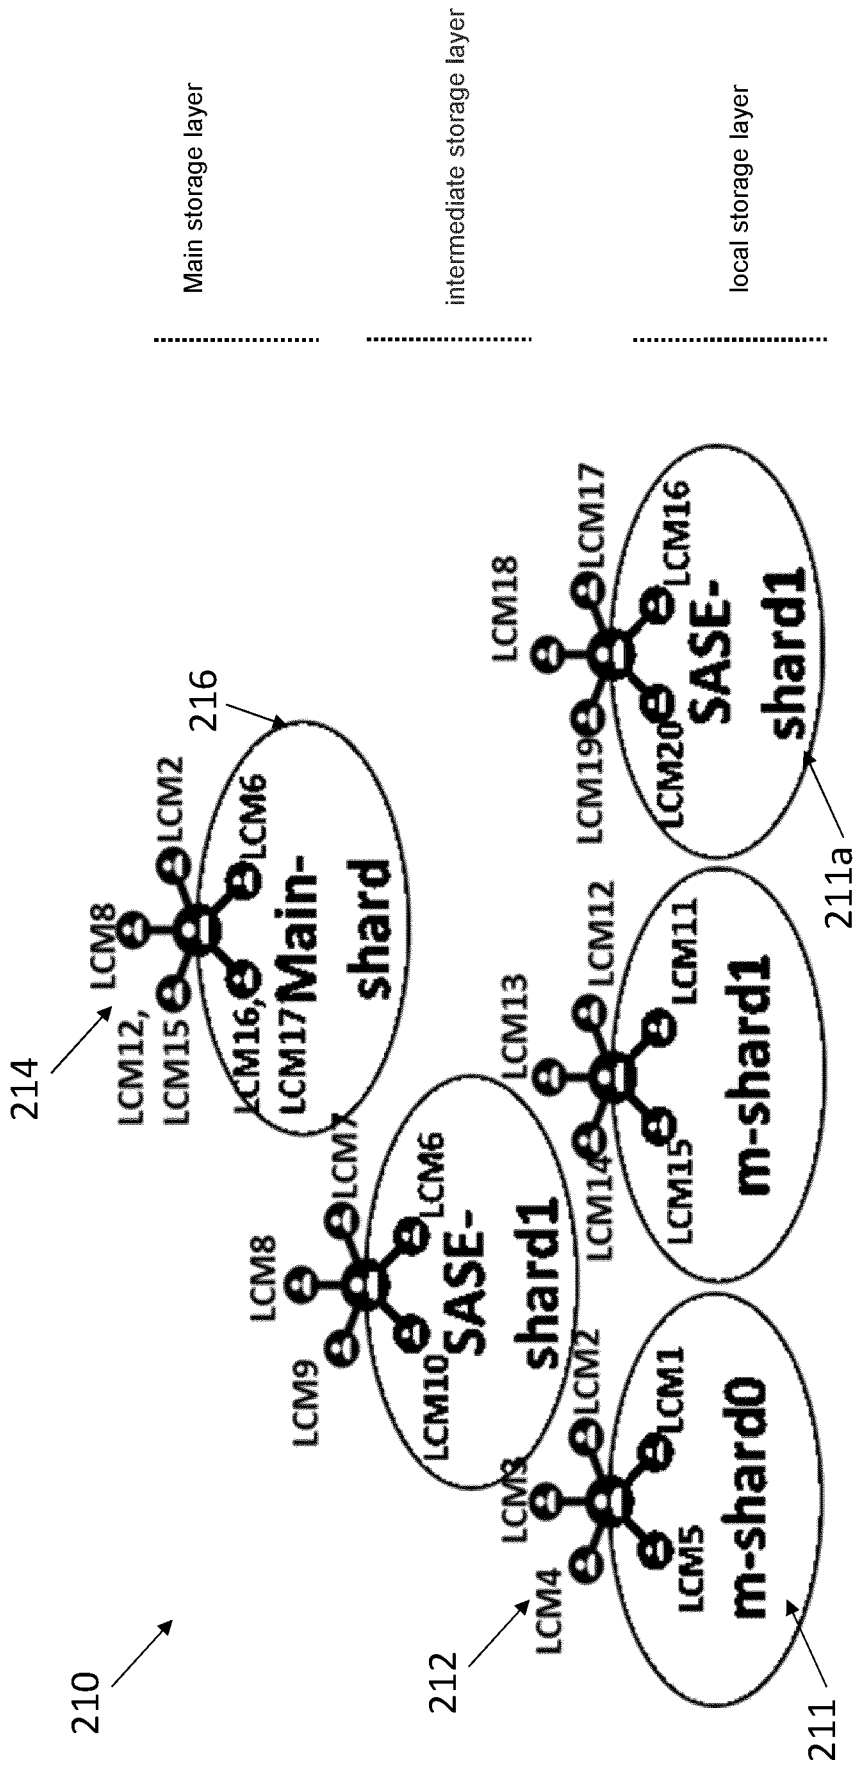 210
214
216
LCM8
LCM12,
LCM15
LCM2
LCM16,
LCM17
LCM6
Main-
shard
Main storage layer
LCM8
LCM9
LCM7
LCM10
LCM6
SASE-
shard1
intermediate storage layer
212
LCM3
LCM4
LCM2
LCM5
LCM1
m-shard0
211
LCM13
LCM14
LCM12
LCM15
LCM11
m-shard1
LCM18
LCM19
LCM17
LCM20
LCM16
SASE-
shard1
211a
local storage layer